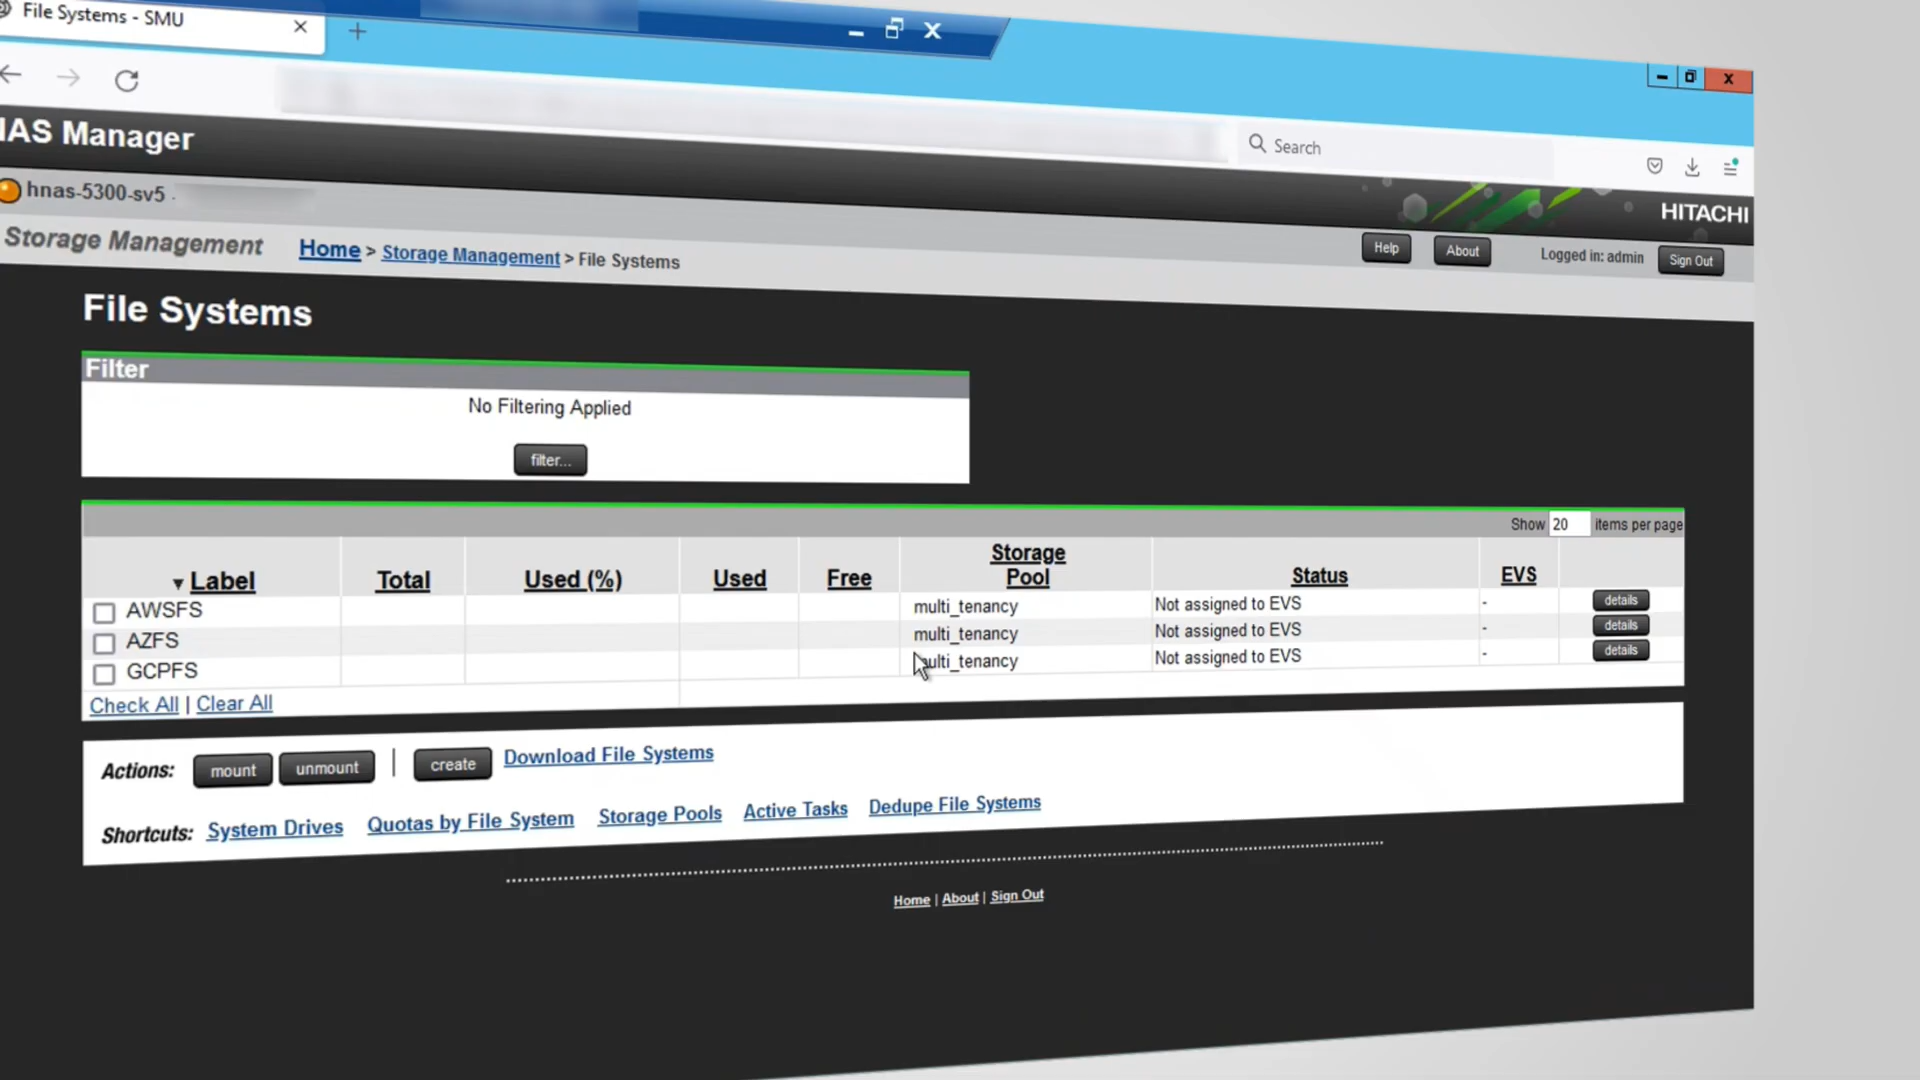 File Systems - SMU
Search
NAS Manager
hnas-5300-sv5
HITACHI
Storage Management
Home > Storage Management > File Systems
Help
About
Logged in: admin
Sign Out
File Systems
Filter
No Filtering Applied
filter...
Show 20 items per page
Label Total Used (%) Used Free Storage Pool Status EVS
AWSFS multi_tenancy Not assigned to EVS - details
AZFS multi_tenancy Not assigned to EVS - details
GCPFS multi_tenancy Not assigned to EVS - details
Check All | Clear All
Actions: mount unmount | create Download File Systems
Shortcuts: System Drives Quotas by File System Storage Pools Active Tasks Dedupe File Systems
Home | About | Sign Out